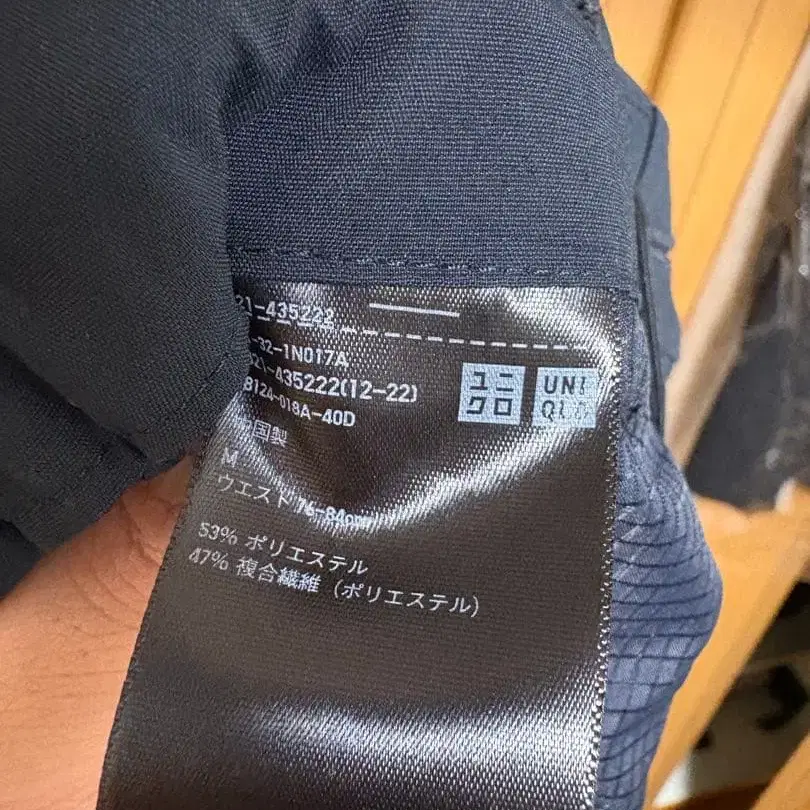 21-435222
-32-1N017A
21-435222(12-22)
8124-018A-40D
ユニ
クロ
UNI
QLO
中国製
M
ウエスト 76-84cm
53% ポリエステル
47% 複合繊維 (ポリエステル)